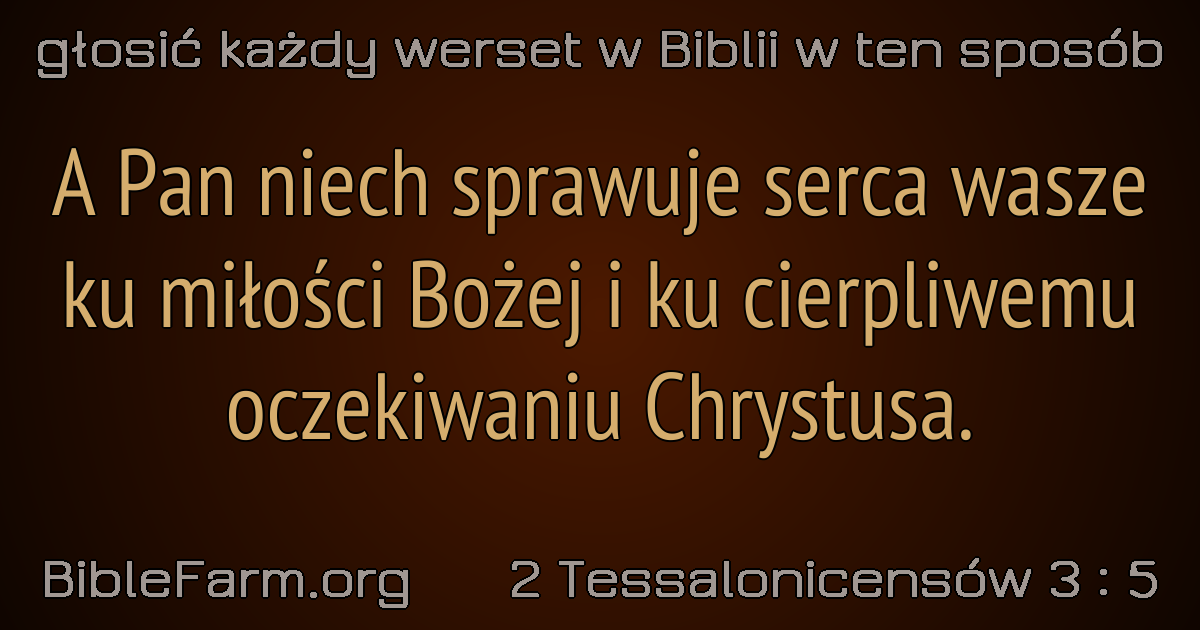 głosić każdy werset w Biblii w ten sposób
A Pan niech sprawuje serca wasze
ku miłości Bożej i ku cierpliwemu
oczekiwaniu Chrystusa.
BibleFarm.org 2 Tessalonicensów 3 : 5